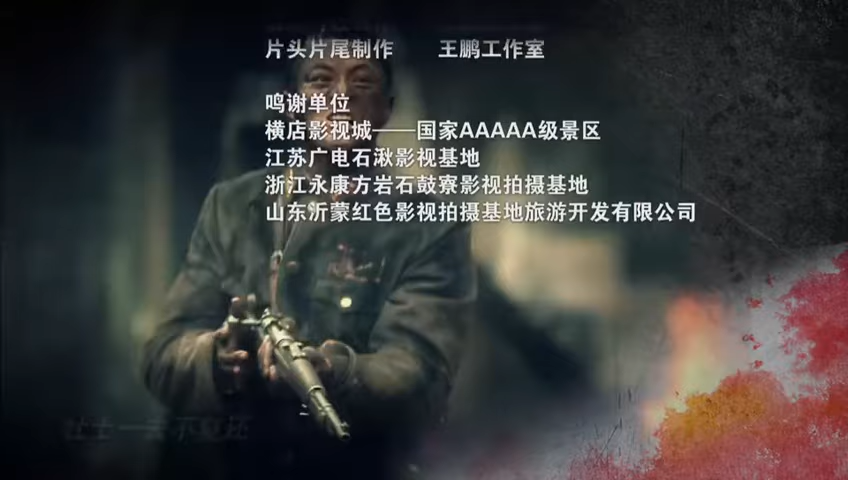 片头片尾制作 王鹏工作室
鸣谢单位
横店影视城——国家AAAAA级景区
江苏广电石湫影视基地
浙江永康方岩石鼓寮影视拍摄基地
山东沂蒙红色影视拍摄基地旅游开发有限公司